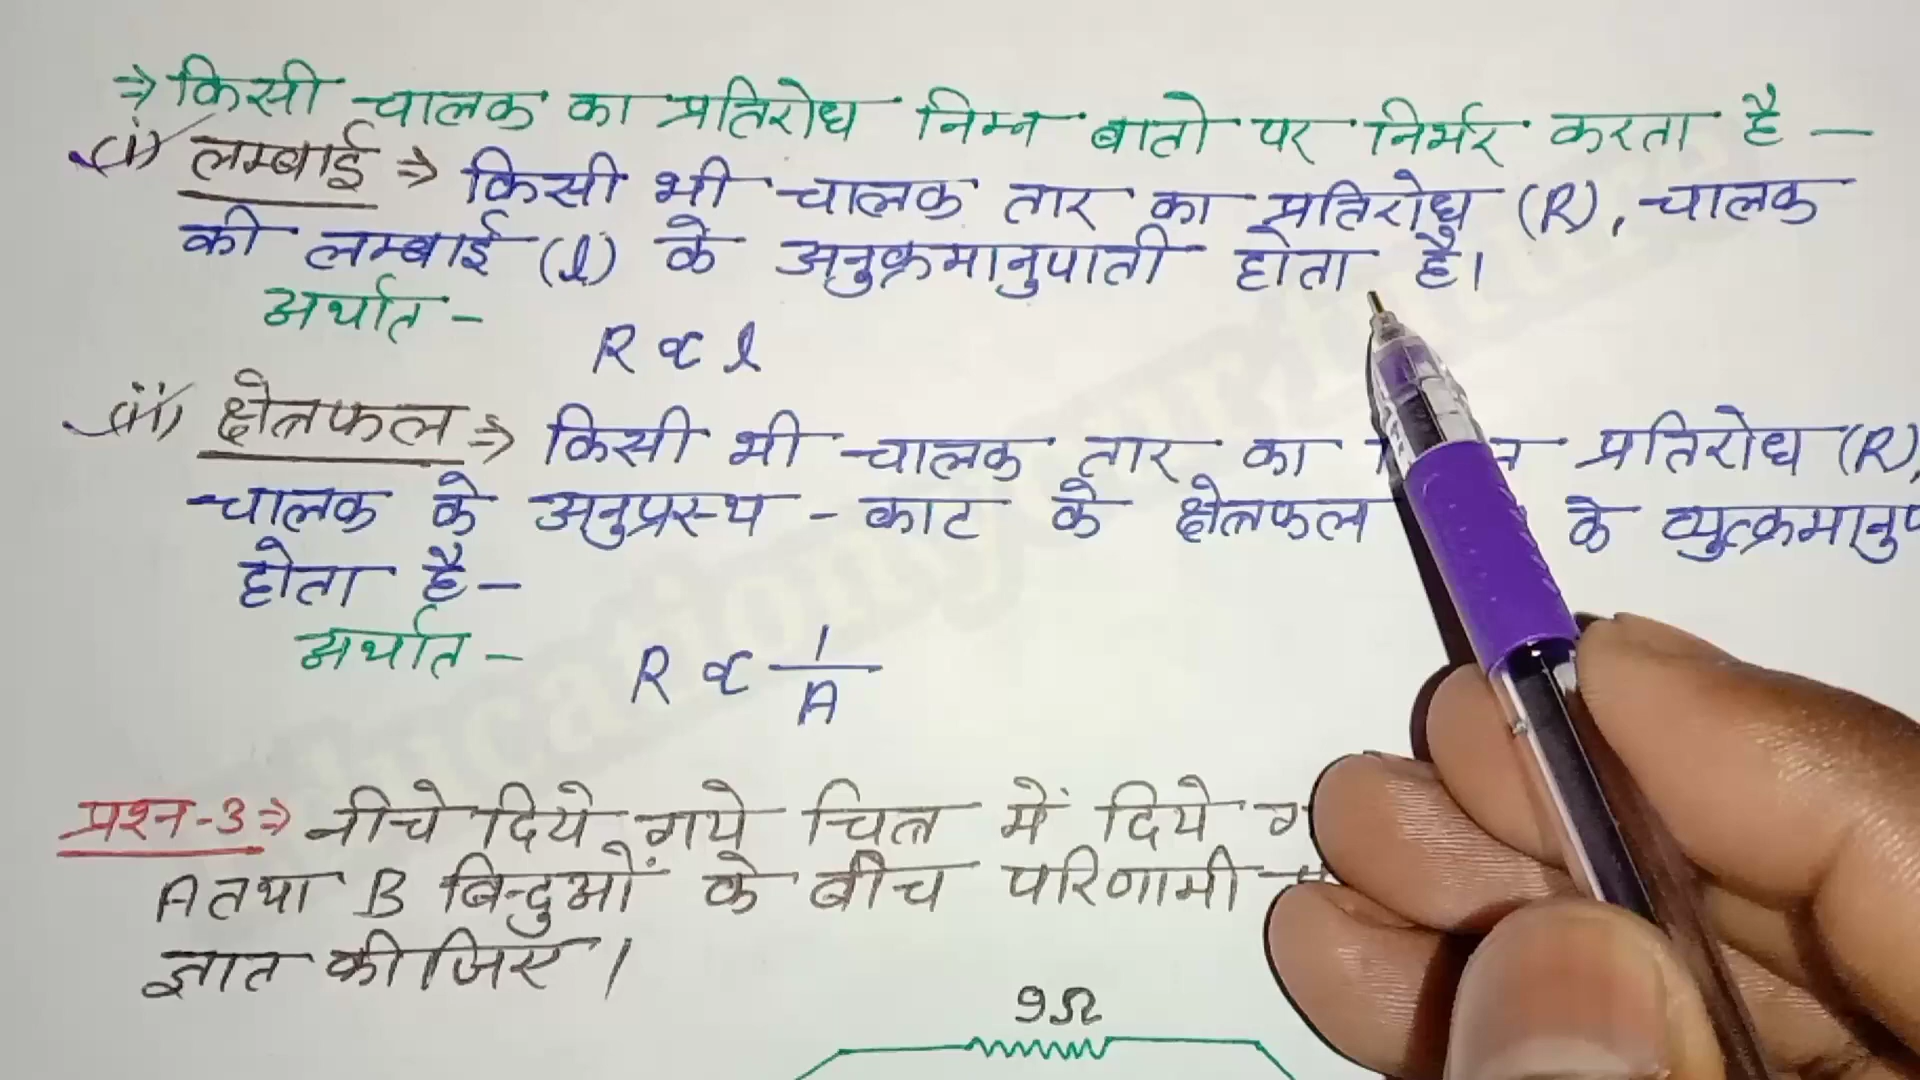 ⇒ किसी चालक का प्रतिरोध निम्न बातो पर निर्भर करता है —
(i) लम्बाई ⇒ किसी भी चालक तार का प्रतिरोध (R), चालक
की लम्बाई (l) के अनुक्रमानुपाती होता है।
अर्थात -
R ∝ l
(ii) क्षेत्रफल ⇒ किसी भी चालक तार का प्रतिरोध (R),
चालक के अनुप्रस्थ - काट के क्षेत्रफल के व्युत्क्रमानुप
होता है -
अर्थात -
R ∝ 1/A
प्रश्न-3 ⇒ नीचे दिये गये चित्र में दिये
A तथा B बिन्दुओं के बीच परिणामी
ज्ञात कीजिए।
9Ω